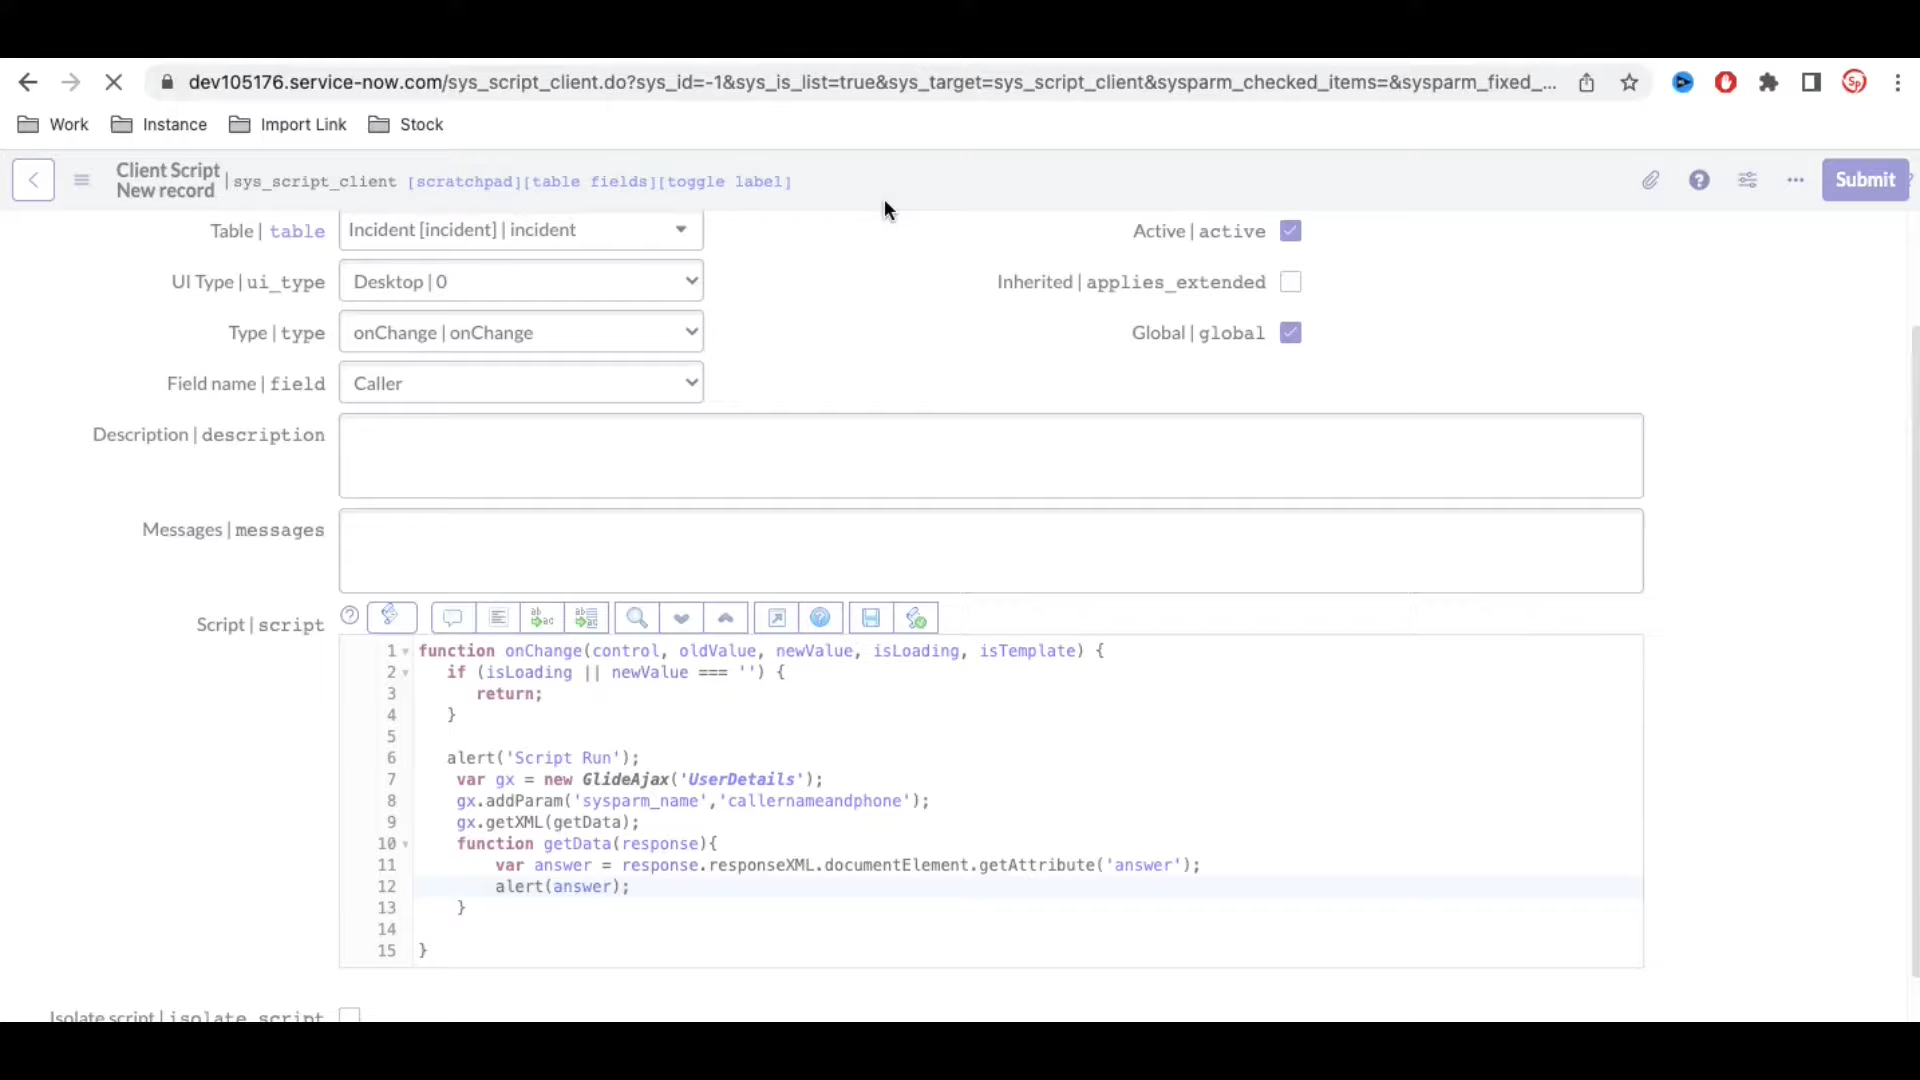 dev105176.service-now.com/sys_script_client.do?sys_id=-1&sys_is_list=true&sys_target=sys_script_client&sysparm_checked_items=&sysparm_fixed_...
Sp
Work Instance Import Link Stock
Client Script
New record | sys_script_client [scratchpad][table fields][toggle label]
Submit
Table | table Incident [incident] | incident Active | active
UI Type | ui_type Desktop | 0 Inherited | applies_extended
Type | type onChange | onChange Global | global
Field name | field Caller
Description | description
Messages | messages
Script | script
1 function onChange(control, oldValue, newValue, isLoading, isTemplate) {
2 if (isLoading || newValue === '') {
3 return;
4 }
5
6 alert('Script Run');
7 var gx = new GlideAjax('UserDetails');
8 gx.addParam('sysparm_name','callernameandphone');
9 gx.getXML(getData);
10 function getData(response){
11 var answer = response.responseXML.documentElement.getAttribute('answer');
12 alert(answer);
13 }
14
15 }
Isolate script | isolate_script